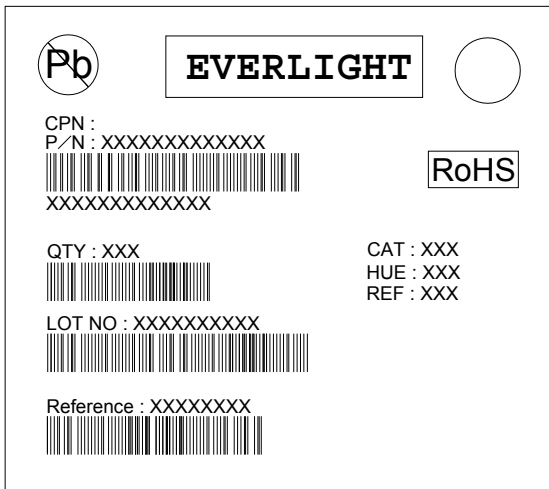 Pb
EVERLIGHT
CPN :
P/N : XXXXXXXXXXXXX
RoHS
XXXXXXXXXXXXX
QTY : XXX
CAT : XXX
HUE : XXX
REF : XXX
LOT NO : XXXXXXXXXX
Reference : XXXXXXXX